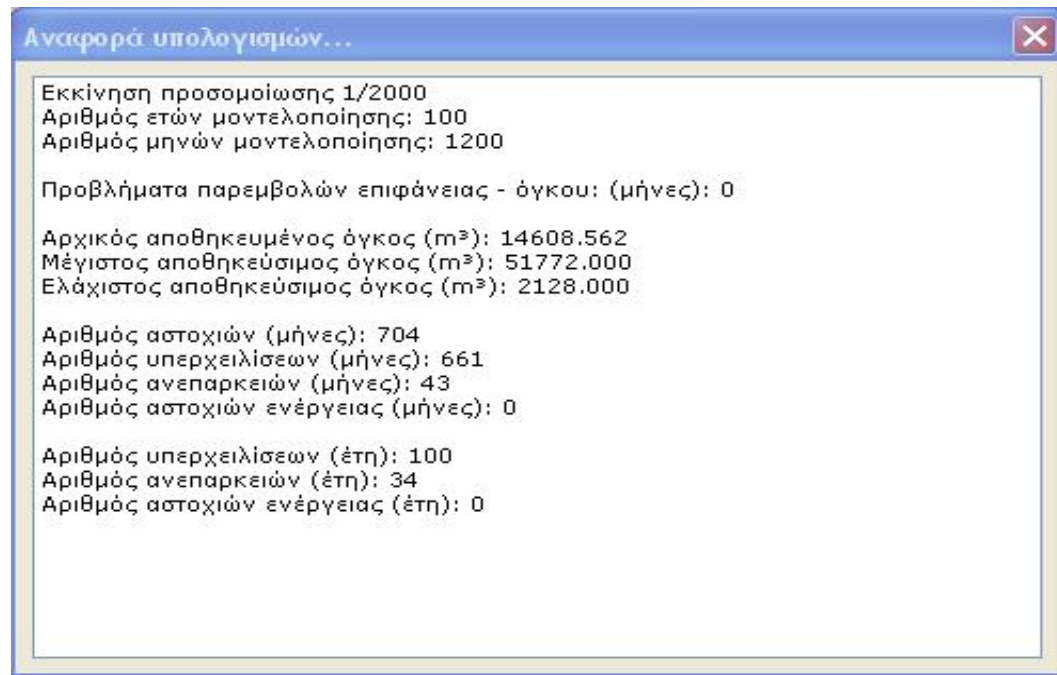 Αναφορά υπολογισμών...
Εκκίνηση προσομοίωσης 1/2000
Αριθμός ετών μοντελοποίησης: 100
Αριθμός μηνών μοντελοποίησης: 1200
Προβλήματα παρεμβολών επιφάνειας - όγκου: (μήνες): 0
Αρχικός αποθηκευμένος όγκος (m³): 14608.562
Μέγιστος αποθηκεύσιμος όγκος (m³): 51772.000
Ελάχιστος αποθηκεύσιμος όγκος (m³): 2128.000
Αριθμός αστοχιών (μήνες): 704
Αριθμός υπερχειλίσεων (μήνες): 661
Αριθμός ανεπαρκειών (μήνες): 43
Αριθμός αστοχιών ενέργειας (μήνες): 0
Αριθμός υπερχειλίσεων (έτη): 100
Αριθμός ανεπαρκειών (έτη): 34
Αριθμός αστοχιών ενέργειας (έτη): 0